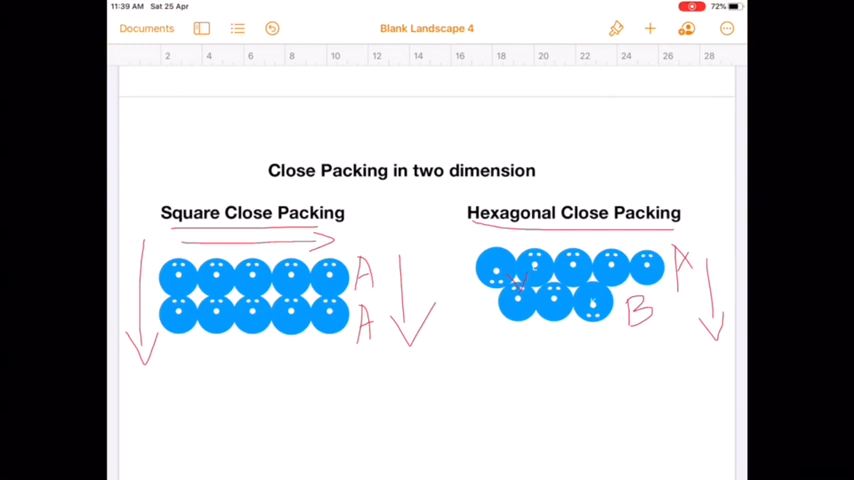 11:39 AM Sat 25 Apr
72%
Documents
Blank Landscape 4
2 4 6 8 10 12 14 16 18 20 22 24 26 28
Close Packing in two dimension
Square Close Packing
Hexagonal Close Packing
A
A
A
B